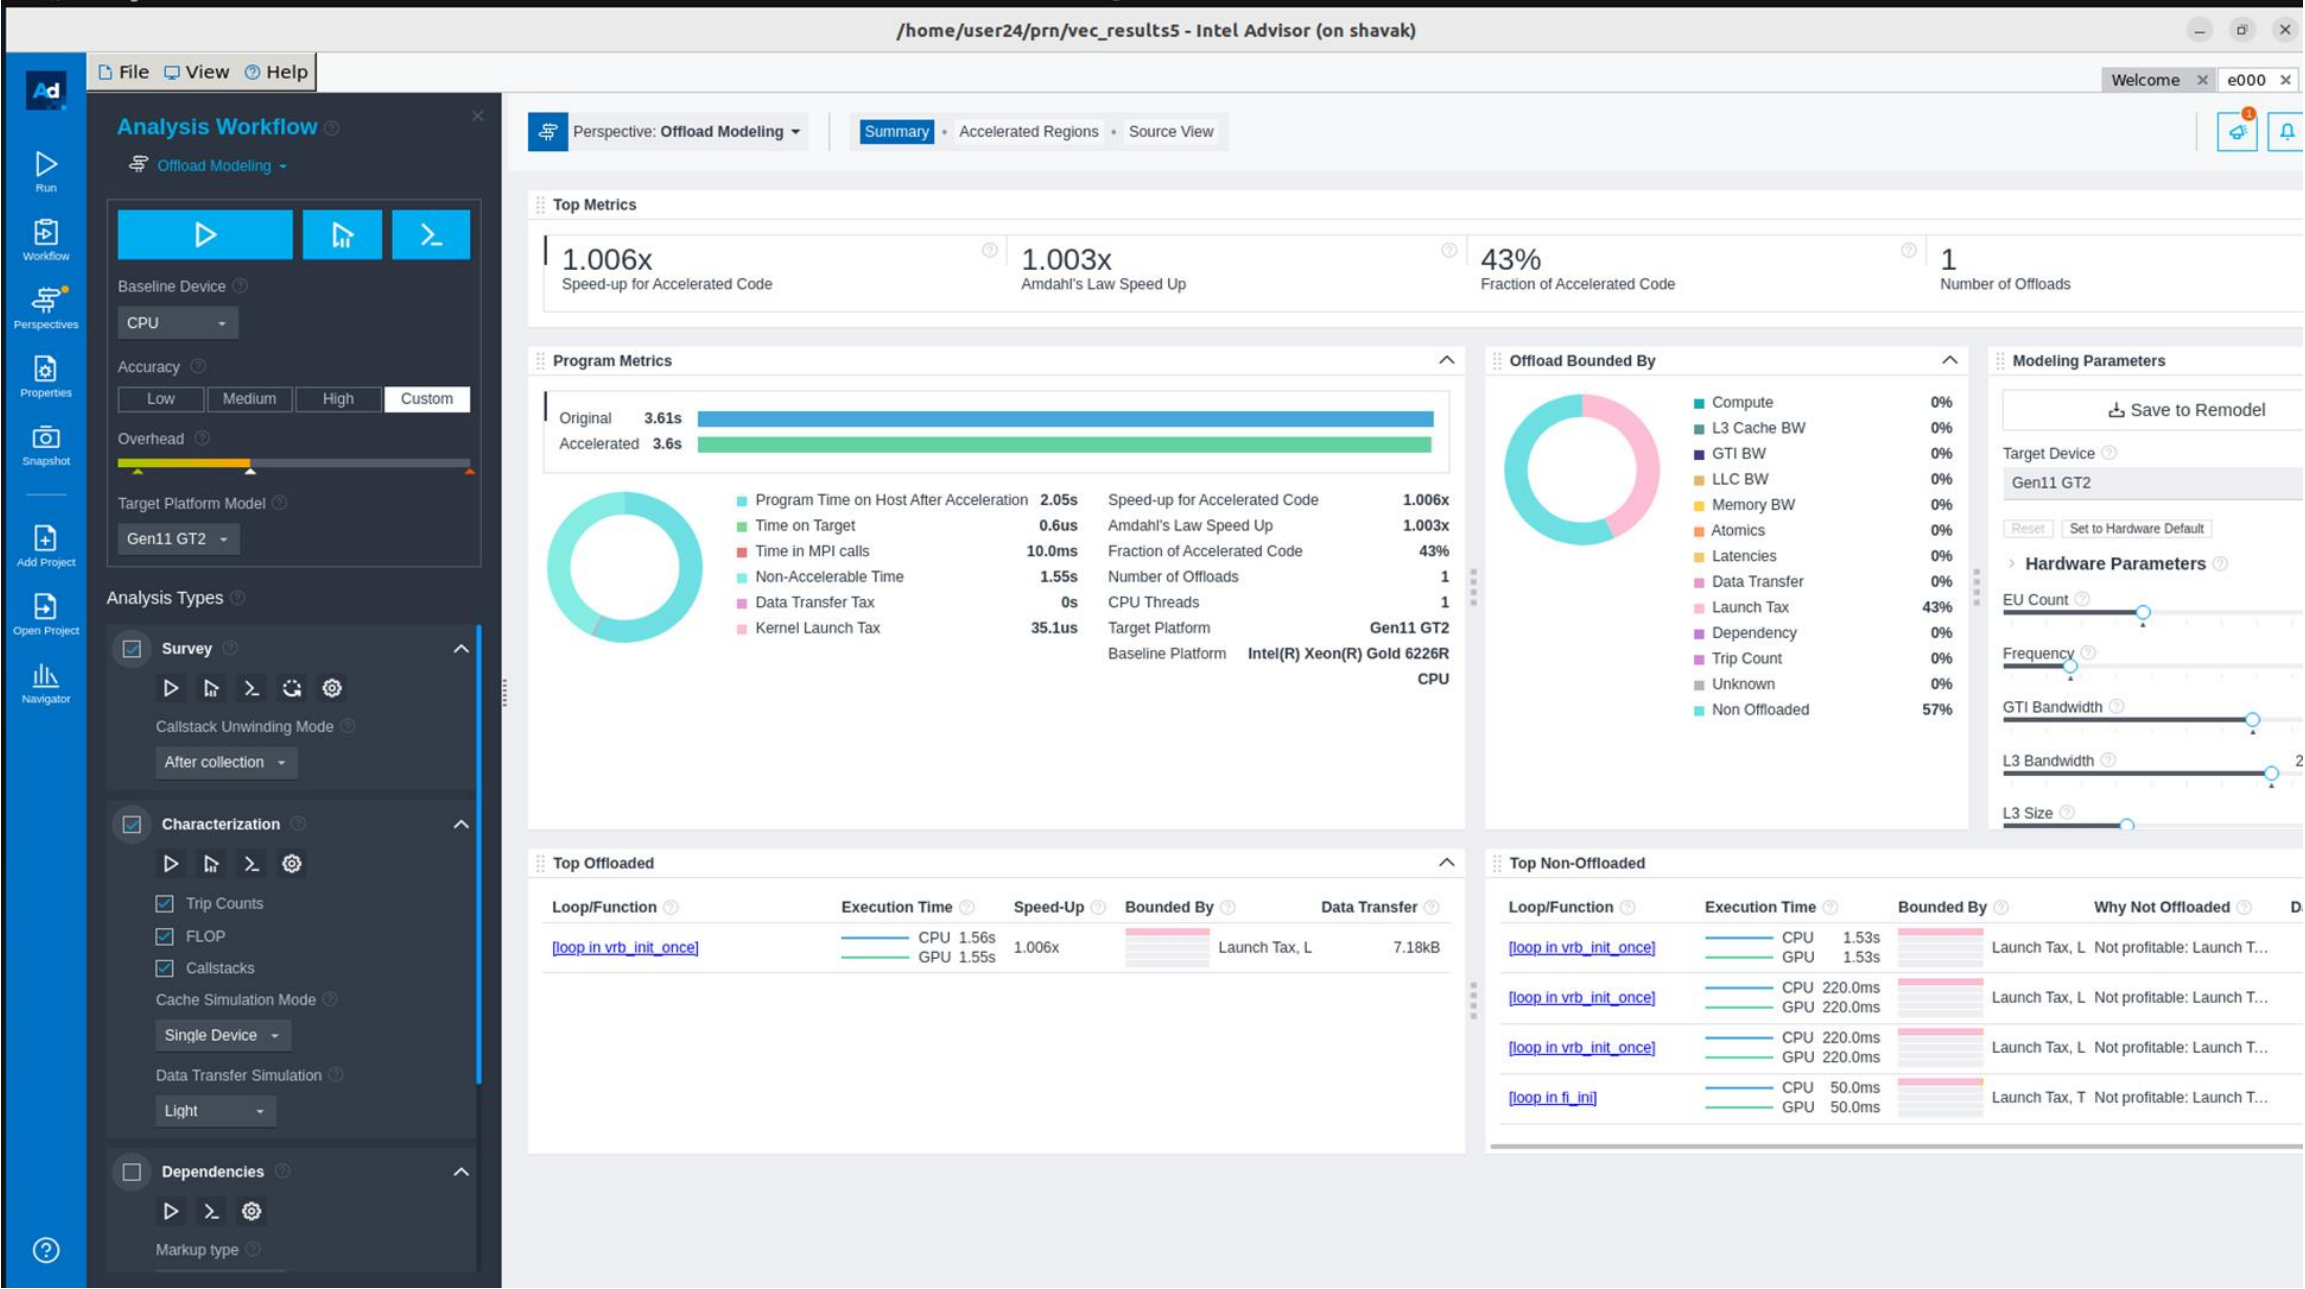 /home/user24/prn/vec_results5 - Intel Advisor (on shavak)
File View Help
Welcome e000
Ad
Run
Workflow
Perspectives
Properties
Snapshot
Add Project
Open Project
Navigator
Analysis Workflow
Offload Modeling
Baseline Device
CPU
Accuracy
Low Medium High Custom
Overhead
Target Platform Model
Gen11 GT2
Analysis Types
Survey
Callstack Unwinding Mode
After collection
Characterization
Trip Counts
FLOP
Callstacks
Cache Simulation Mode
Single Device
Data Transfer Simulation
Light
Dependencies
Markup type
Perspective: Offload Modeling
Summary • Accelerated Regions • Source View
1
Top Metrics
1.006x
Speed-up for Accelerated Code
1.003x
Amdahl's Law Speed Up
43%
Fraction of Accelerated Code
1
Number of Offloads
Program Metrics
Original 3.61s
Accelerated 3.6s
Program Time on Host After Acceleration 2.05s
Time on Target 0.6us
Time in MPI calls 10.0ms
Non-Accelerable Time 1.55s
Data Transfer Tax 0s
Kernel Launch Tax 35.1us
Speed-up for Accelerated Code 1.006x
Amdahl's Law Speed Up 1.003x
Fraction of Accelerated Code 43%
Number of Offloads 1
CPU Threads 1
Target Platform Gen11 GT2
Baseline Platform Intel(R) Xeon(R) Gold 6226R
CPU
Offload Bounded By
Compute 0%
L3 Cache BW 0%
GTI BW 0%
LLC BW 0%
Memory BW 0%
Atomics 0%
Latencies 0%
Data Transfer 0%
Launch Tax 43%
Dependency 0%
Trip Count 0%
Unknown 0%
Non Offloaded 57%
Modeling Parameters
Save to Remodel
Target Device
Gen11 GT2
Reset Set to Hardware Default
Hardware Parameters
EU Count
Frequency
GTI Bandwidth
L3 Bandwidth 2
L3 Size
Top Offloaded
Loop/Function Execution Time Speed-Up Bounded By Data Transfer
[loop in vrb_init_once] CPU 1.56s 1.006x Launch Tax, L 7.18kB
GPU 1.55s
Top Non-Offloaded
Loop/Function Execution Time Bounded By Why Not Offloaded D
[loop in vrb_init_once] CPU 1.53s Launch Tax, L Not profitable: Launch T...
GPU 1.53s
[loop in vrb_init_once] CPU 220.0ms Launch Tax, L Not profitable: Launch T...
GPU 220.0ms
[loop in vrb_init_once] CPU 220.0ms Launch Tax, L Not profitable: Launch T...
GPU 220.0ms
[loop in fi_ini] CPU 50.0ms Launch Tax, T Not profitable: Launch T...
GPU 50.0ms